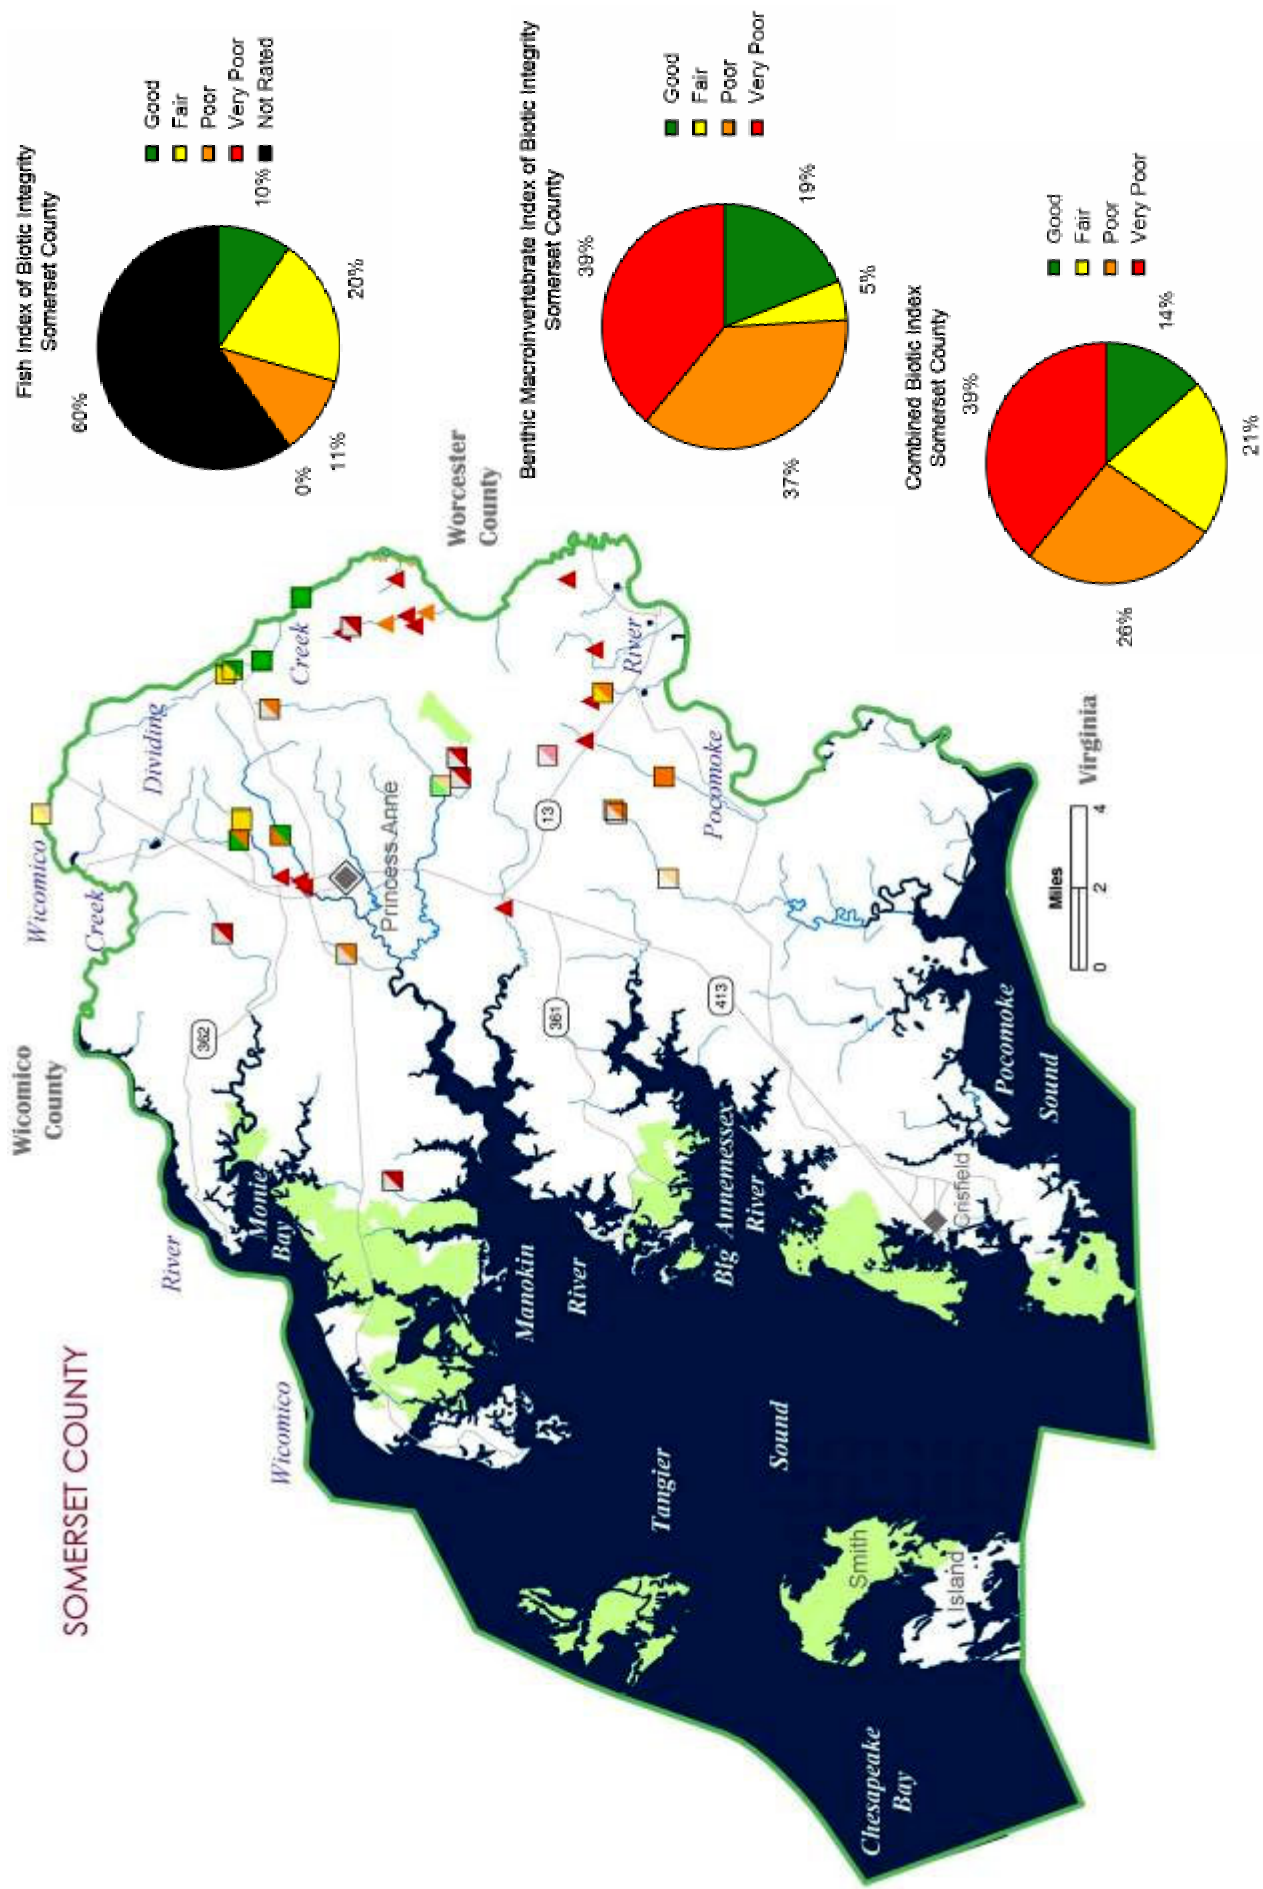 SOMERSET COUNTY
Wicomico
County
Wicomico
River
Wicomico
Creek
Dividing
Creek
Worcester
County
362
Monie
Bay
Princess Anne
Manokin
River
361
13
River
Pocomoke
413
Big Annemessex
River
Tangier
Sound
Crisfield
Pocomoke
Sound
Virginia
Smith
Island
Chesapeake
Bay
Miles
0
2
4
Fish Index of Biotic Integrity
Somerset County
60%
10%
20%
11%
0%
Good
Fair
Poor
Very Poor
Not Rated
Benthic Macroinvertebrate Index of Biotic Integrity
Somerset County
39%
19%
5%
37%
Good
Fair
Poor
Very Poor
Combined Biotic Index
Somerset County
39%
14%
21%
26%
Good
Fair
Poor
Very Poor